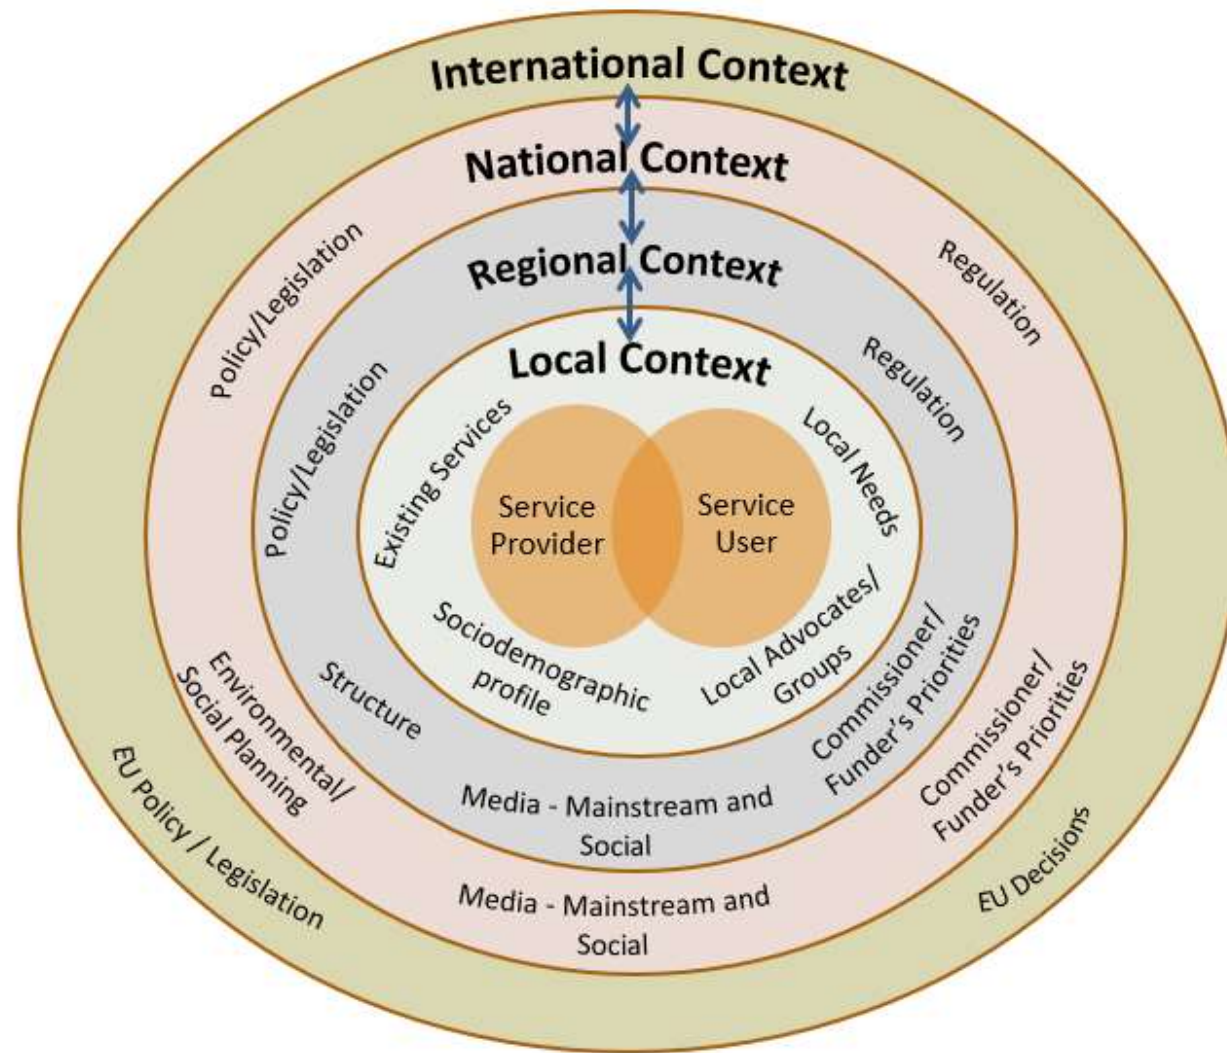 International Context
National Context
Policy/Legislation
Regulation
Regional Context
Policy/Legislation
Regulation
Local Context
Existing Services
Local Needs
Service
Provider
Service
User
Sociodemographic
profile
Local Advocates/
Groups
Structure
Commissioner/
Funder's Priorities
Media - Mainstream and
Social
Environmental/
Social Planning
Commissioner/
Funder's Priorities
Media - Mainstream and
Social
EU Policy / Legislation
EU Decisions